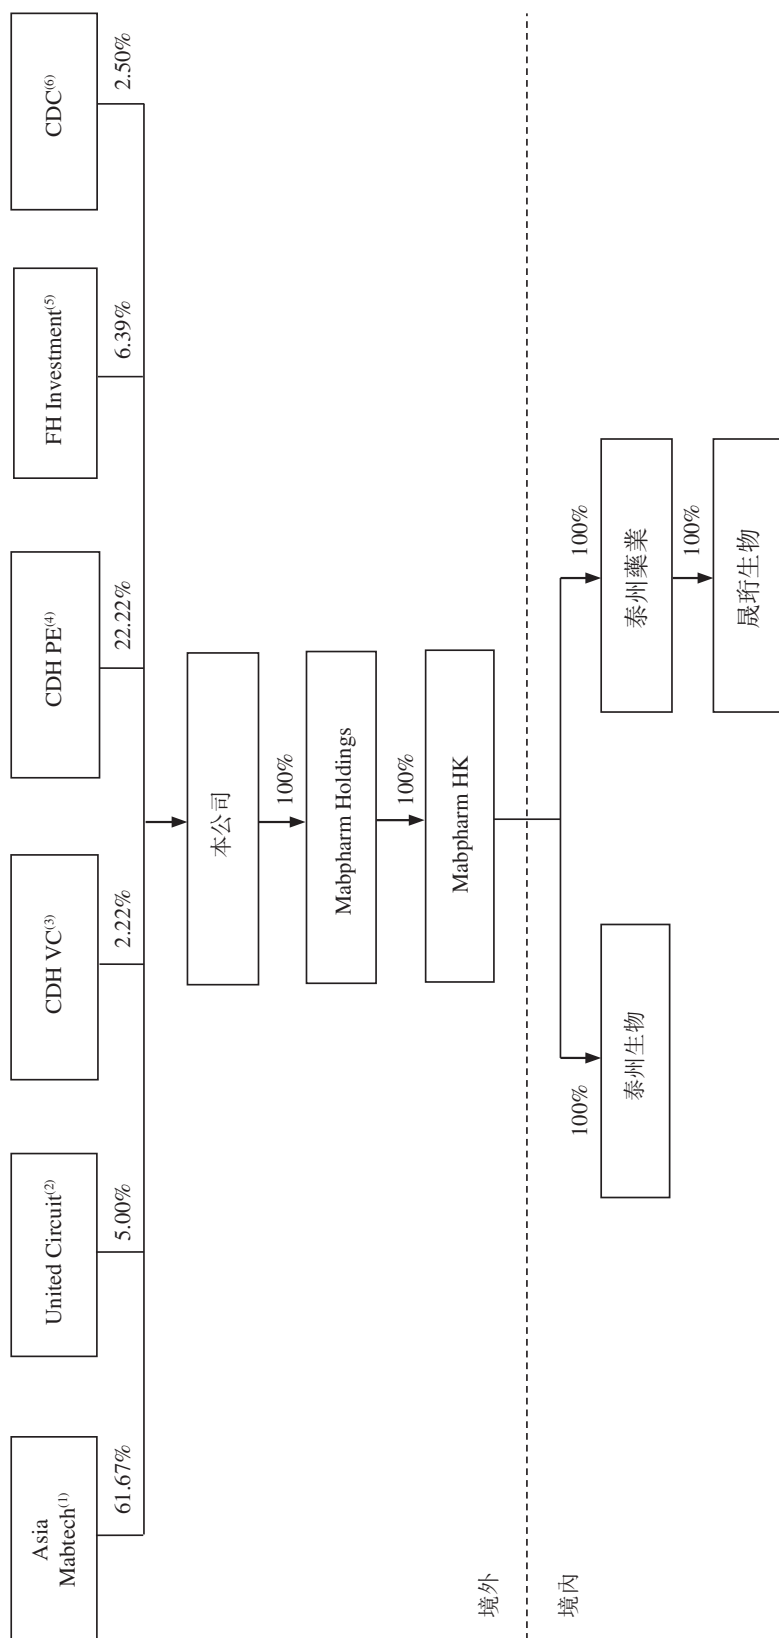 Asia
Mabtech(1)
United Circuit(2)
CDH VC(3)
CDH PE(4)
FH Investment(5)
CDC(6)
61.67%
5.00%
2.22%
22.22%
6.39%
2.50%
本公司
100%
Mabpharm Holdings
100%
Mabpharm HK
境外
境內
100%
100%
泰州生物
泰州藥業
100%
晟珩生物